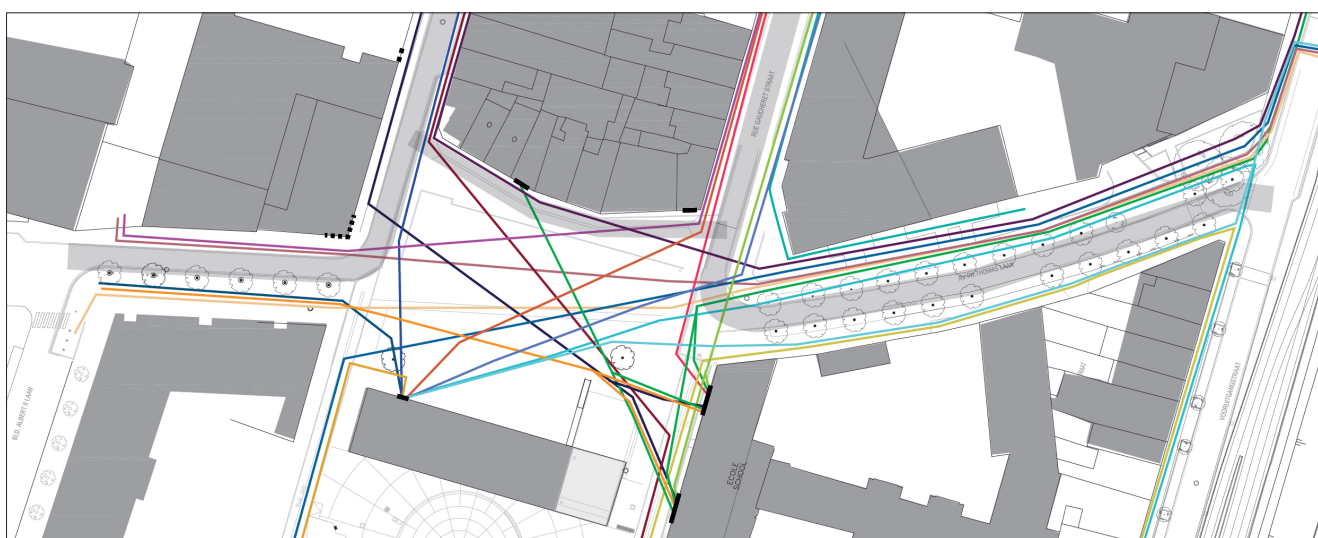 RUE GAUCHERET STRAAT
BLD. ALBERT II LAAN
ECOLE
SCHOOL
VOORUITGANGSTRAAT